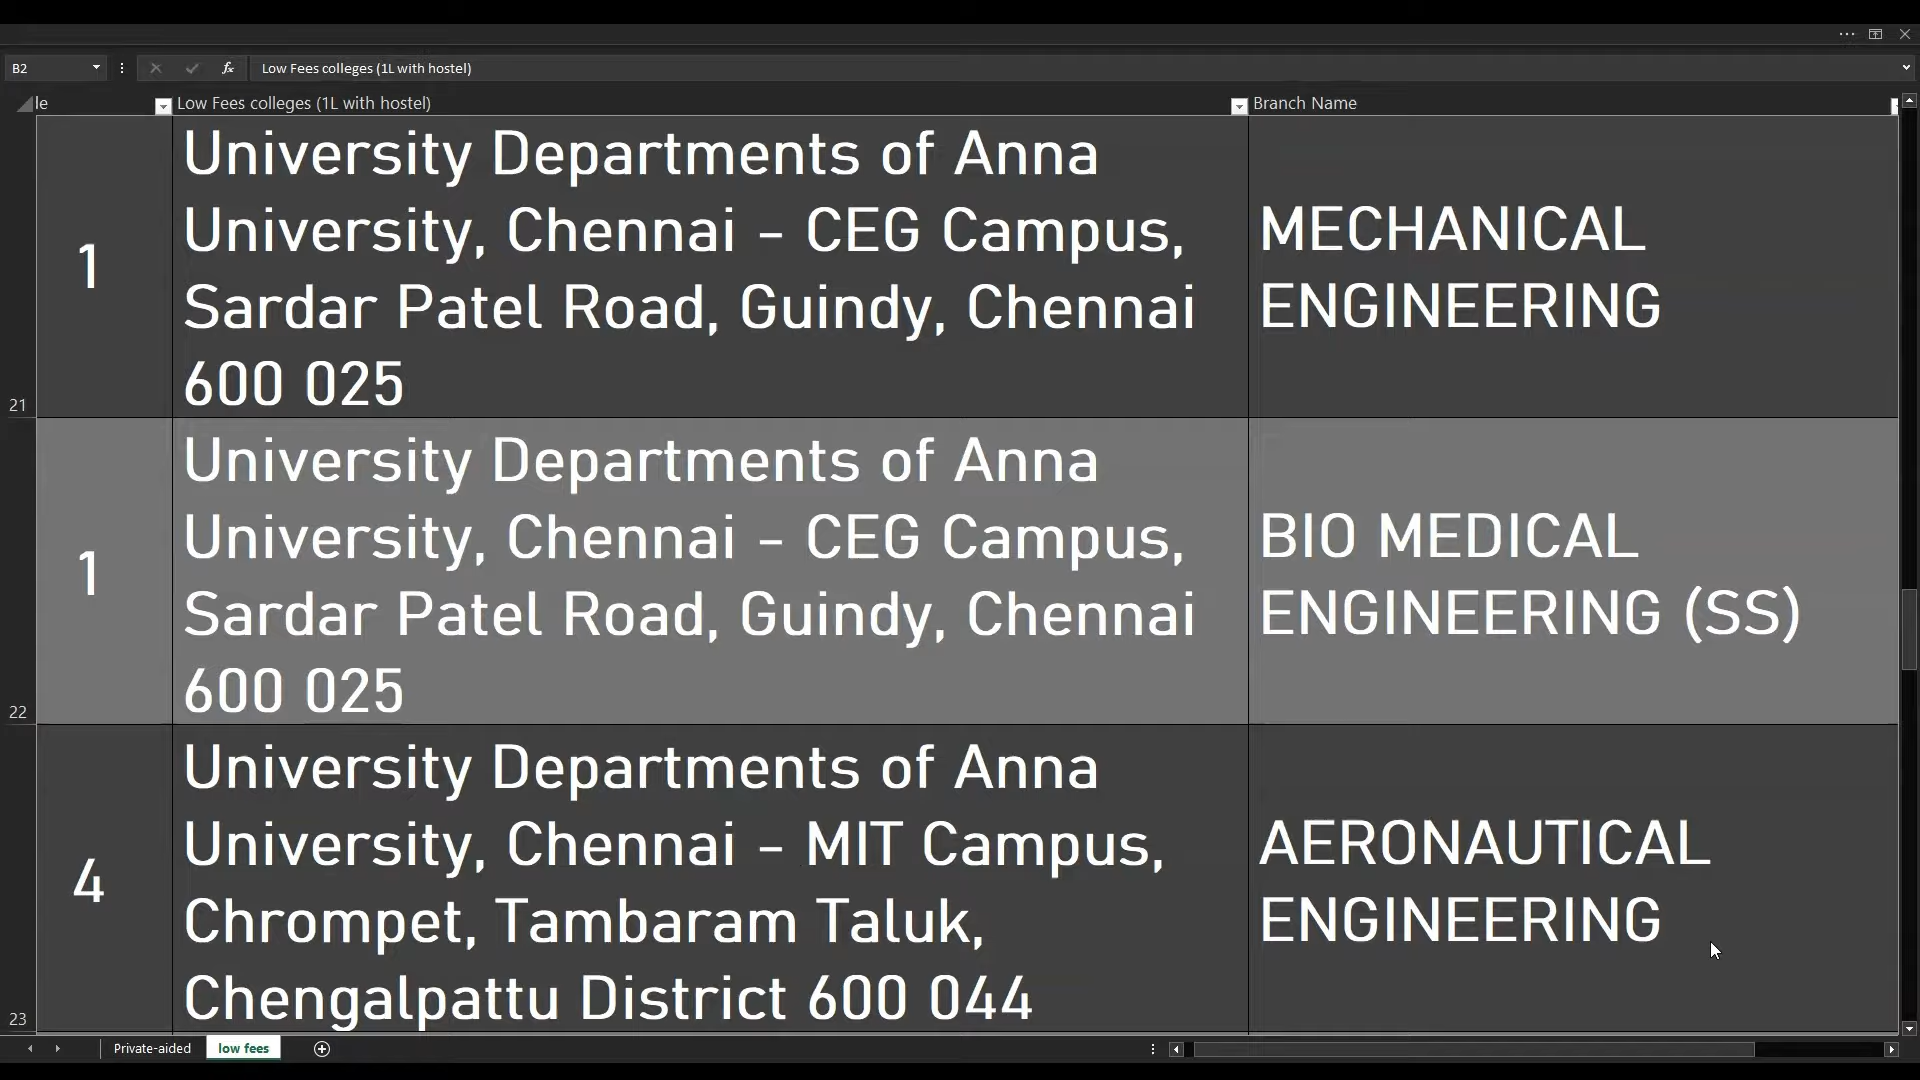 B2
fx
Low Fees colleges (1L with hostel)
le
Low Fees colleges (1L with hostel)
Branch Name
1
University Departments of Anna
University, Chennai – CEG Campus,
Sardar Patel Road, Guindy, Chennai
600 025
MECHANICAL
ENGINEERING
21
1
University Departments of Anna
University, Chennai – CEG Campus,
Sardar Patel Road, Guindy, Chennai
600 025
BIO MEDICAL
ENGINEERING (SS)
22
4
University Departments of Anna
University, Chennai – MIT Campus,
Chrompet, Tambaram Taluk,
Chengalpattu District 600 044
AERONAUTICAL
ENGINEERING
23
Private-aided
low fees